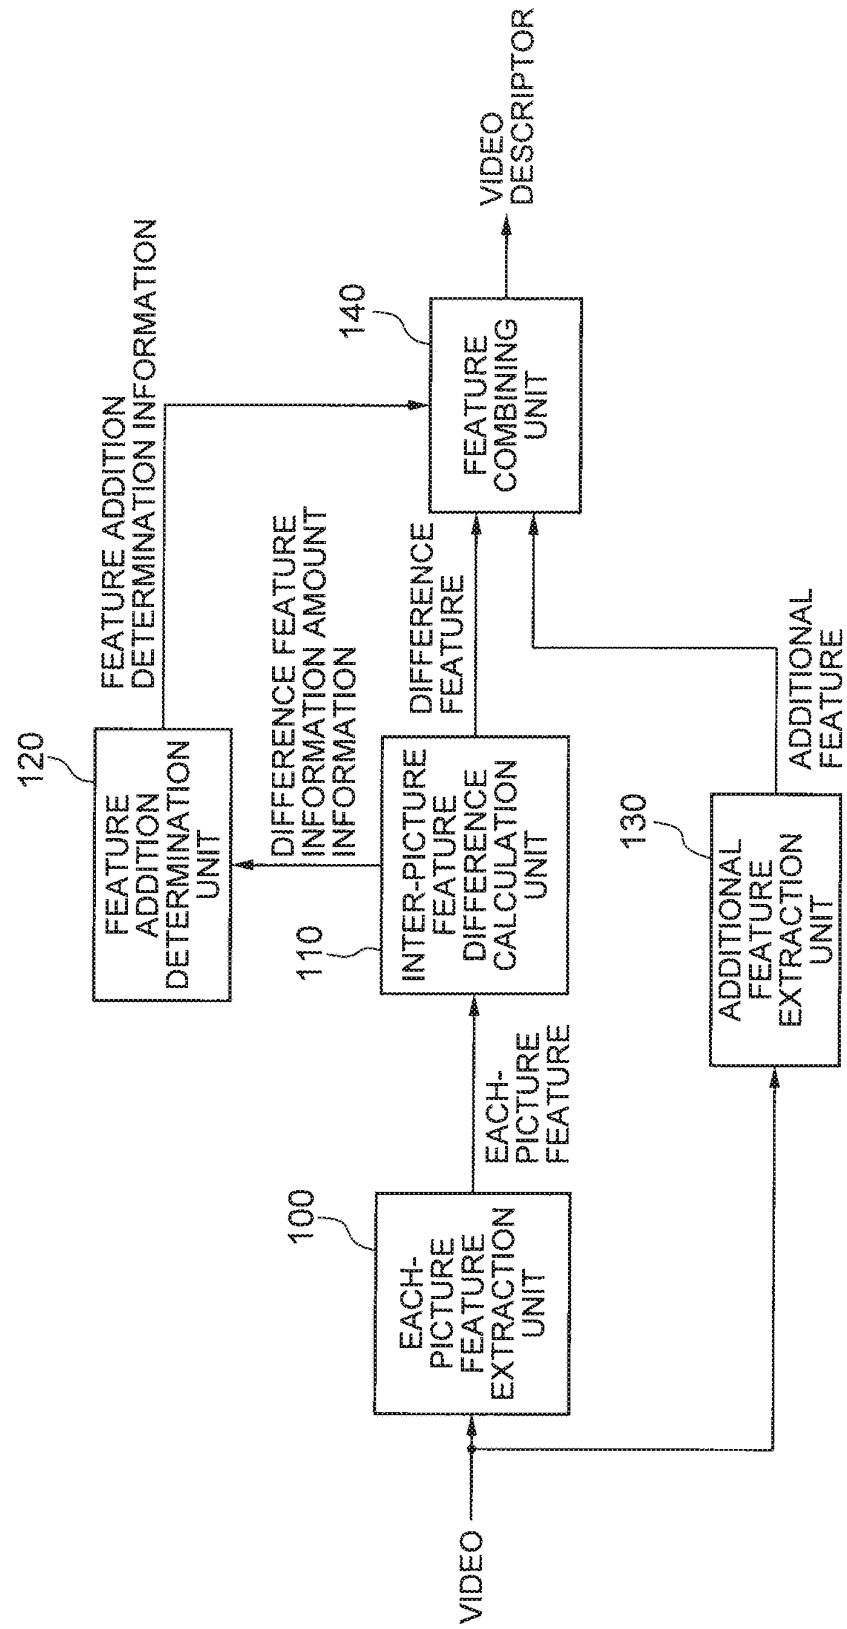 VIDEO
100
EACH-
PICTURE
FEATURE
EXTRACTION
UNIT
EACH-
PICTURE
FEATURE
110
INTER-PICTURE
FEATURE
DIFFERENCE
CALCULATION
UNIT
120
FEATURE
ADDITION
DETERMINATION
UNIT
DIFFERENCE FEATURE
INFORMATION AMOUNT
INFORMATION
FEATURE ADDITION
DETERMINATION INFORMATION
DIFFERENCE
FEATURE
130
ADDITIONAL
FEATURE
EXTRACTION
UNIT
ADDITIONAL
FEATURE
140
FEATURE
COMBINING
UNIT
VIDEO
DESCRIPTOR